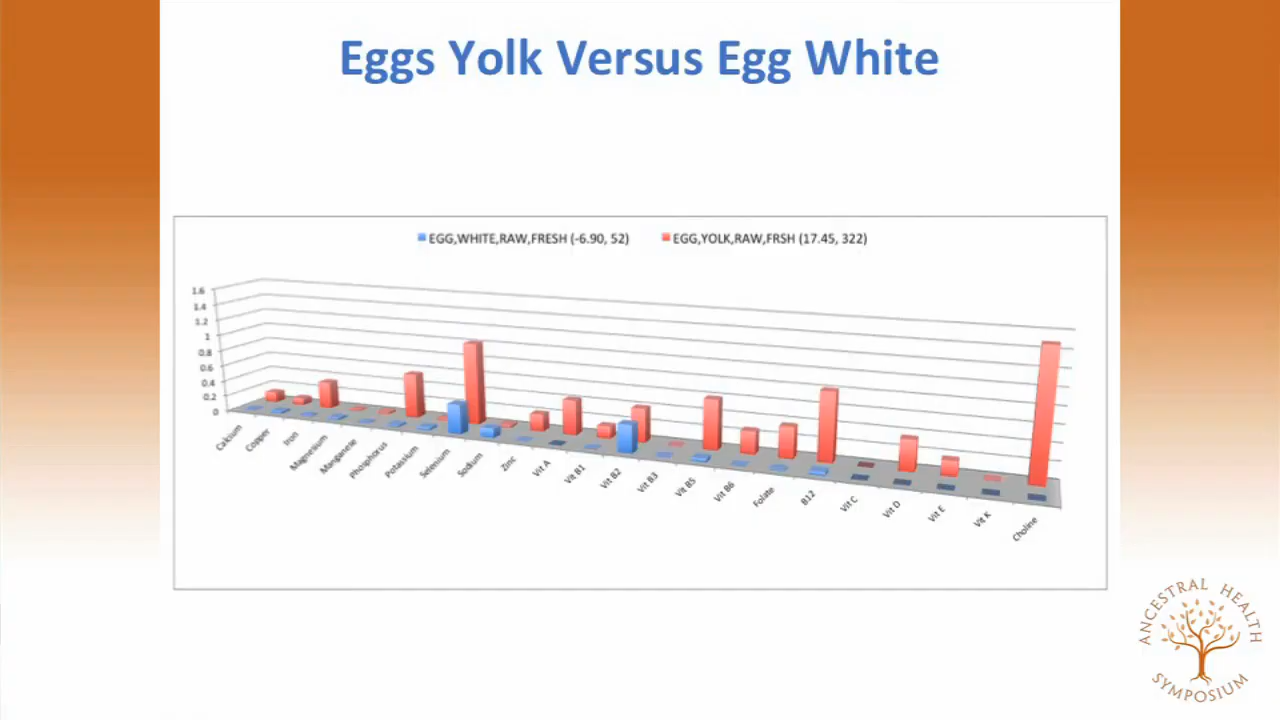 Eggs Yolk Versus Egg White
EGG,WHITE,RAW,FRESH (-6.90, 52)
EGG,YOLK,RAW,FRSH (17.45, 322)
1.6
1.4
1.2
1
0.8
0.6
0.4
0.2
0
Calcium
Copper
Iron
Magnesium
Manganese
Phosphorus
Potassium
Selenium
Sodium
Zinc
Vit A
Vit B1
Vit B2
Vit B3
Vit B5
Vit B6
Folate
B12
Vit C
Vit D
Vit E
Vit K
Choline
ANCESTRAL HEALTH
SYMPOSIUM